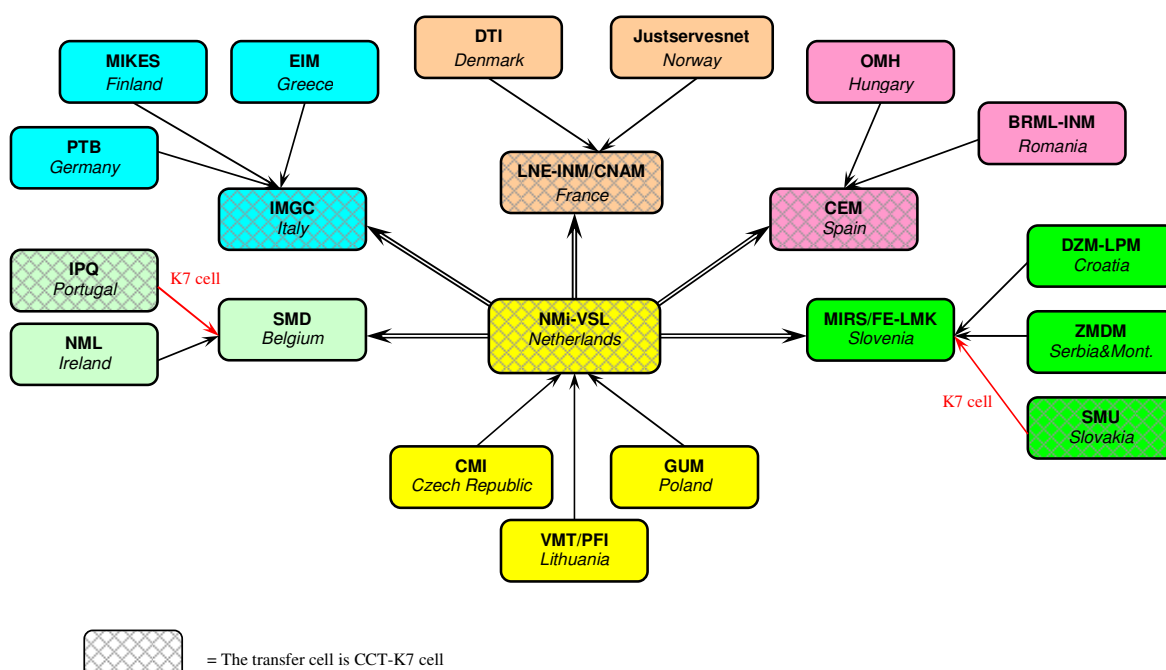 DTI
Denmark
Justservesnet
Norway
MIKES
Finland
EIM
Greece
OMH
Hungary
BRML-INM
Romania
PTB
Germany
LNE-INM/CNAM
France
IMGC
Italy
CEM
Spain
IPQ
Portugal
K7 cell
DZM-LPM
Croatia
SMD
Belgium
NMi-VSL
Netherlands
MIRS/FE-LMK
Slovenia
NML
Ireland
ZMDM
Serbia&Mont.
K7 cell
SMU
Slovakia
CMI
Czech Republic
GUM
Poland
VMT/PFI
Lithuania
= The transfer cell is CCT-K7 cell